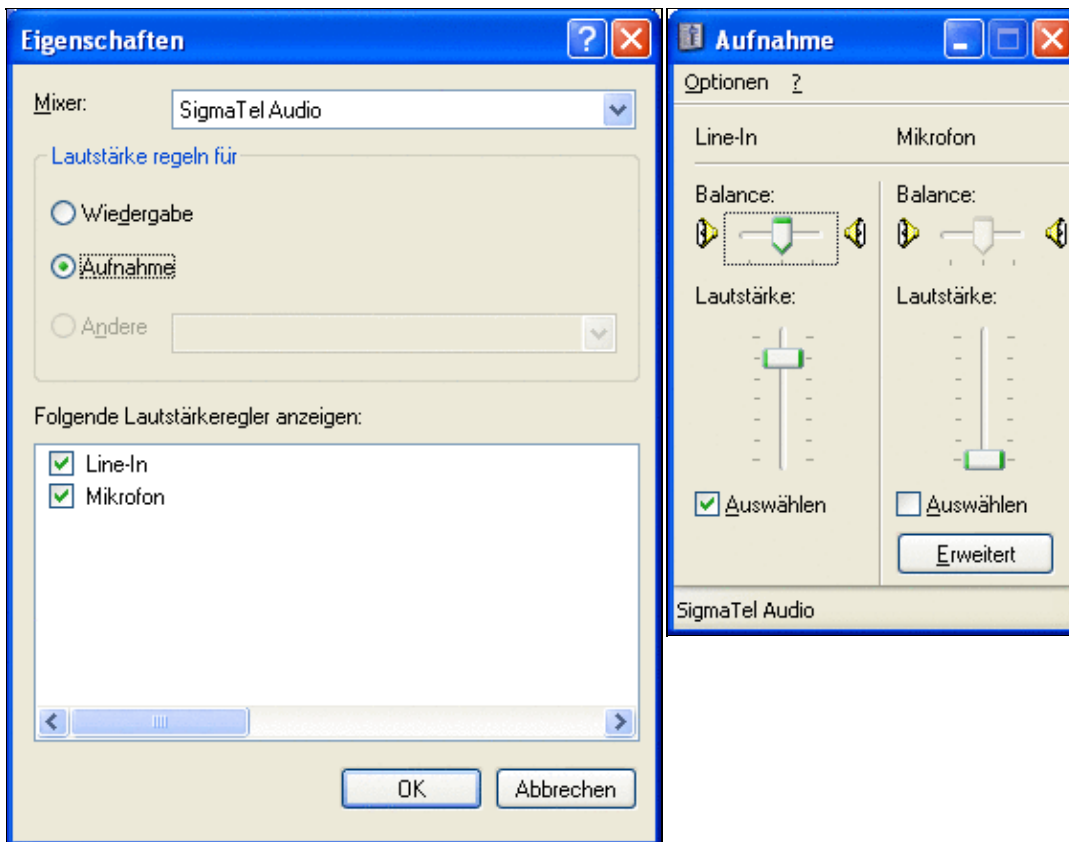 Eigenschaften
Mixer:
SigmaTel Audio
Lautstärke regeln für
Wiedergabe
Aufnahme
Andere
Folgende Lautstärkeregler anzeigen:
Line-In
Mikrofon
OK
Abbrechen
Aufnahme
Optionen ?
Line-In
Mikrofon
Balance:
Balance:
Lautstärke:
Lautstärke:
Auswählen
Auswählen
Erweitert
SigmaTel Audio